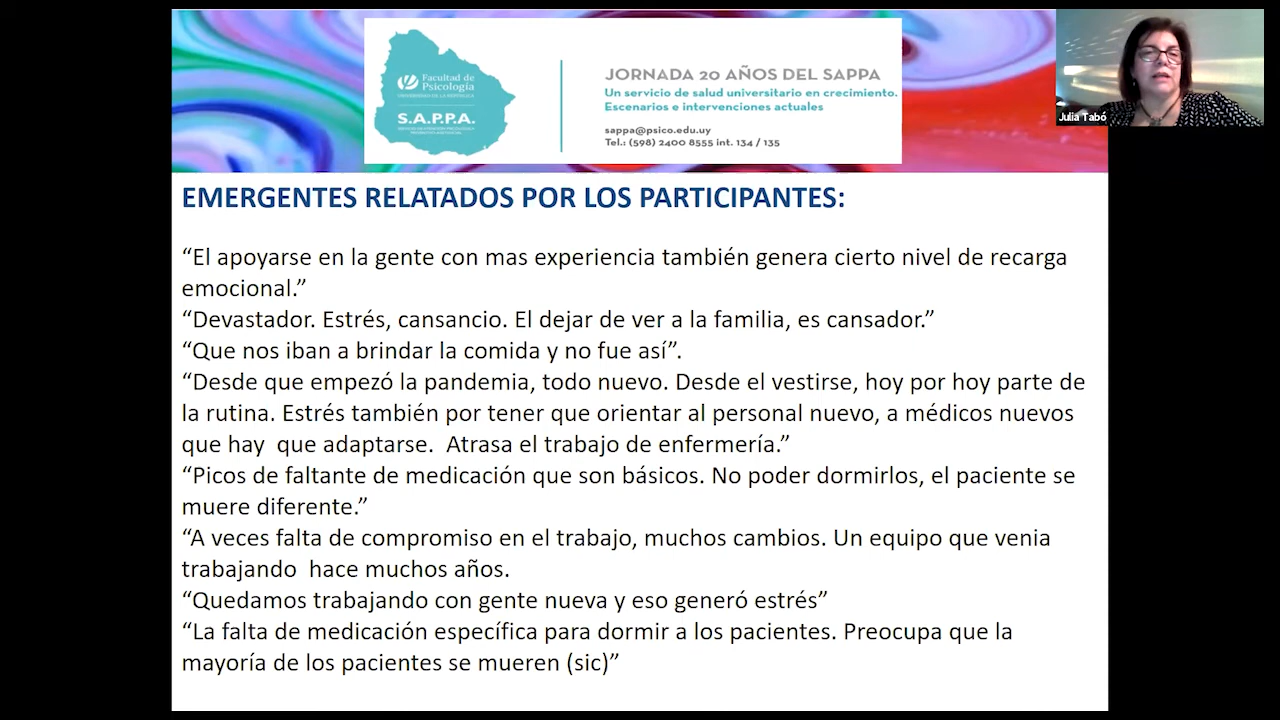 Facultad de
Psicología
UNIVERSIDAD DE LA REPÚBLICA
S.A.P.P.A.
JORNADA 20 AÑOS DEL SAPPA
Un servicio de salud universitario en crecimiento.
Escenarios e intervenciones actuales
sappa@psico.edu.uy
Tel.: (598) 2400 8555 int. 134 / 135
Julia Tabó
EMERGENTES RELATADOS POR LOS PARTICIPANTES:
“El apoyarse en la gente con mas experiencia también genera cierto nivel de recarga
emocional.”
“Devastador. Estrés, cansancio. El dejar de ver a la familia, es cansador.”
“Que nos iban a brindar la comida y no fue así”.
“Desde que empezó la pandemia, todo nuevo. Desde el vestirse, hoy por hoy parte de
la rutina. Estrés también por tener que orientar al personal nuevo, a médicos nuevos
que hay  que adaptarse.  Atrasa el trabajo de enfermería.”
“Picos de faltante de medicación que son básicos. No poder dormirlos, el paciente se
muere diferente.”
“A veces falta de compromiso en el trabajo, muchos cambios. Un equipo que venia
trabajando  hace muchos años.
“Quedamos trabajando con gente nueva y eso generó estrés”
“La falta de medicación específica para dormir a los pacientes. Preocupa que la
mayoría de los pacientes se mueren (sic)”